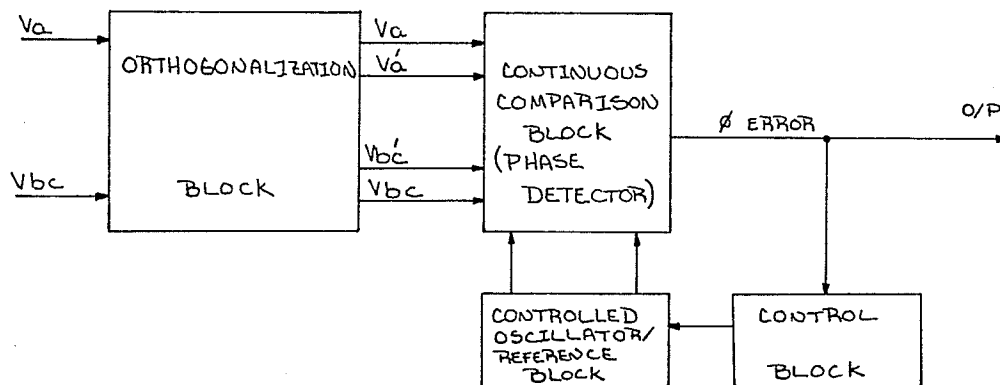 Va
Va
ORTHOGONALIZATION
BLOCK
Vbc
Va
Vá
Vbć
Vbc
CONTINUOUS
COMPARISON
BLOCK
(PHASE
DETECTOR)
ø ERROR
O/P
CONTROLLED
OSCILLATOR/
REFERENCE
BLOCK
CONTROL
BLOCK